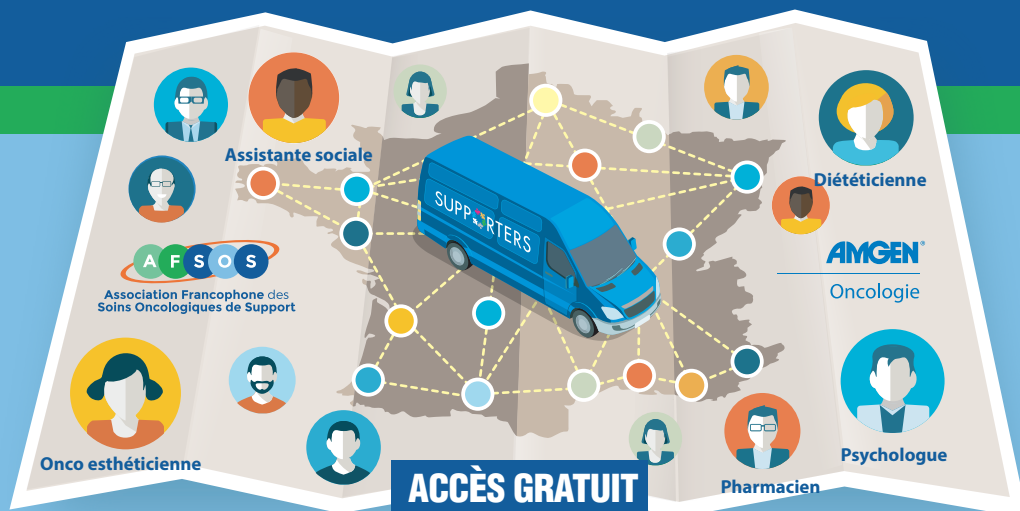 Assistante sociale
Diététicienne
SUPPORTERS
AFSOS
Association Francophone des
Soins Oncologiques de Support
AMGEN®
Oncologie
Onco esthéticienne
Psychologue
Pharmacien
ACCÈS GRATUIT